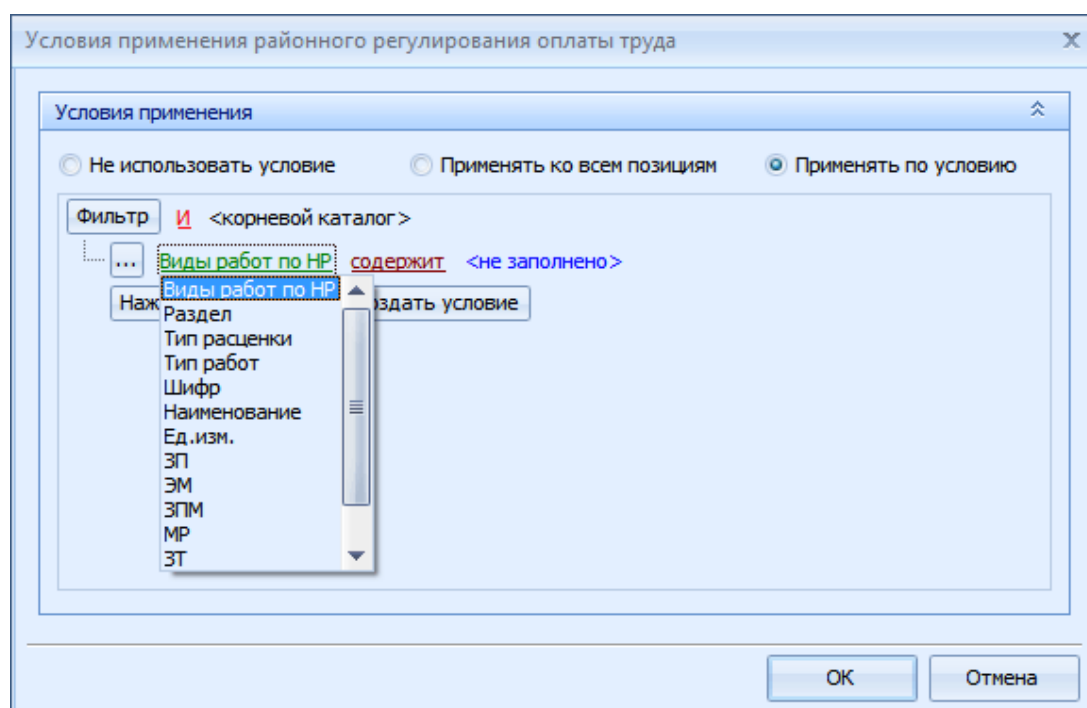 Условия применения районного регулирования оплаты труда
Условия применения
Не использовать условие Применять ко всем позициям Применять по условию
Фильтр И <корневой каталог>
... Виды работ по НР содержит <не заполнено>
Виды работ по НР
Раздел
Тип расценки
Тип работ
Шифр
Наименование
Ед.изм.
ЗП
ЭМ
ЗПМ
МР
ЗТ
условие
ОК Отмена